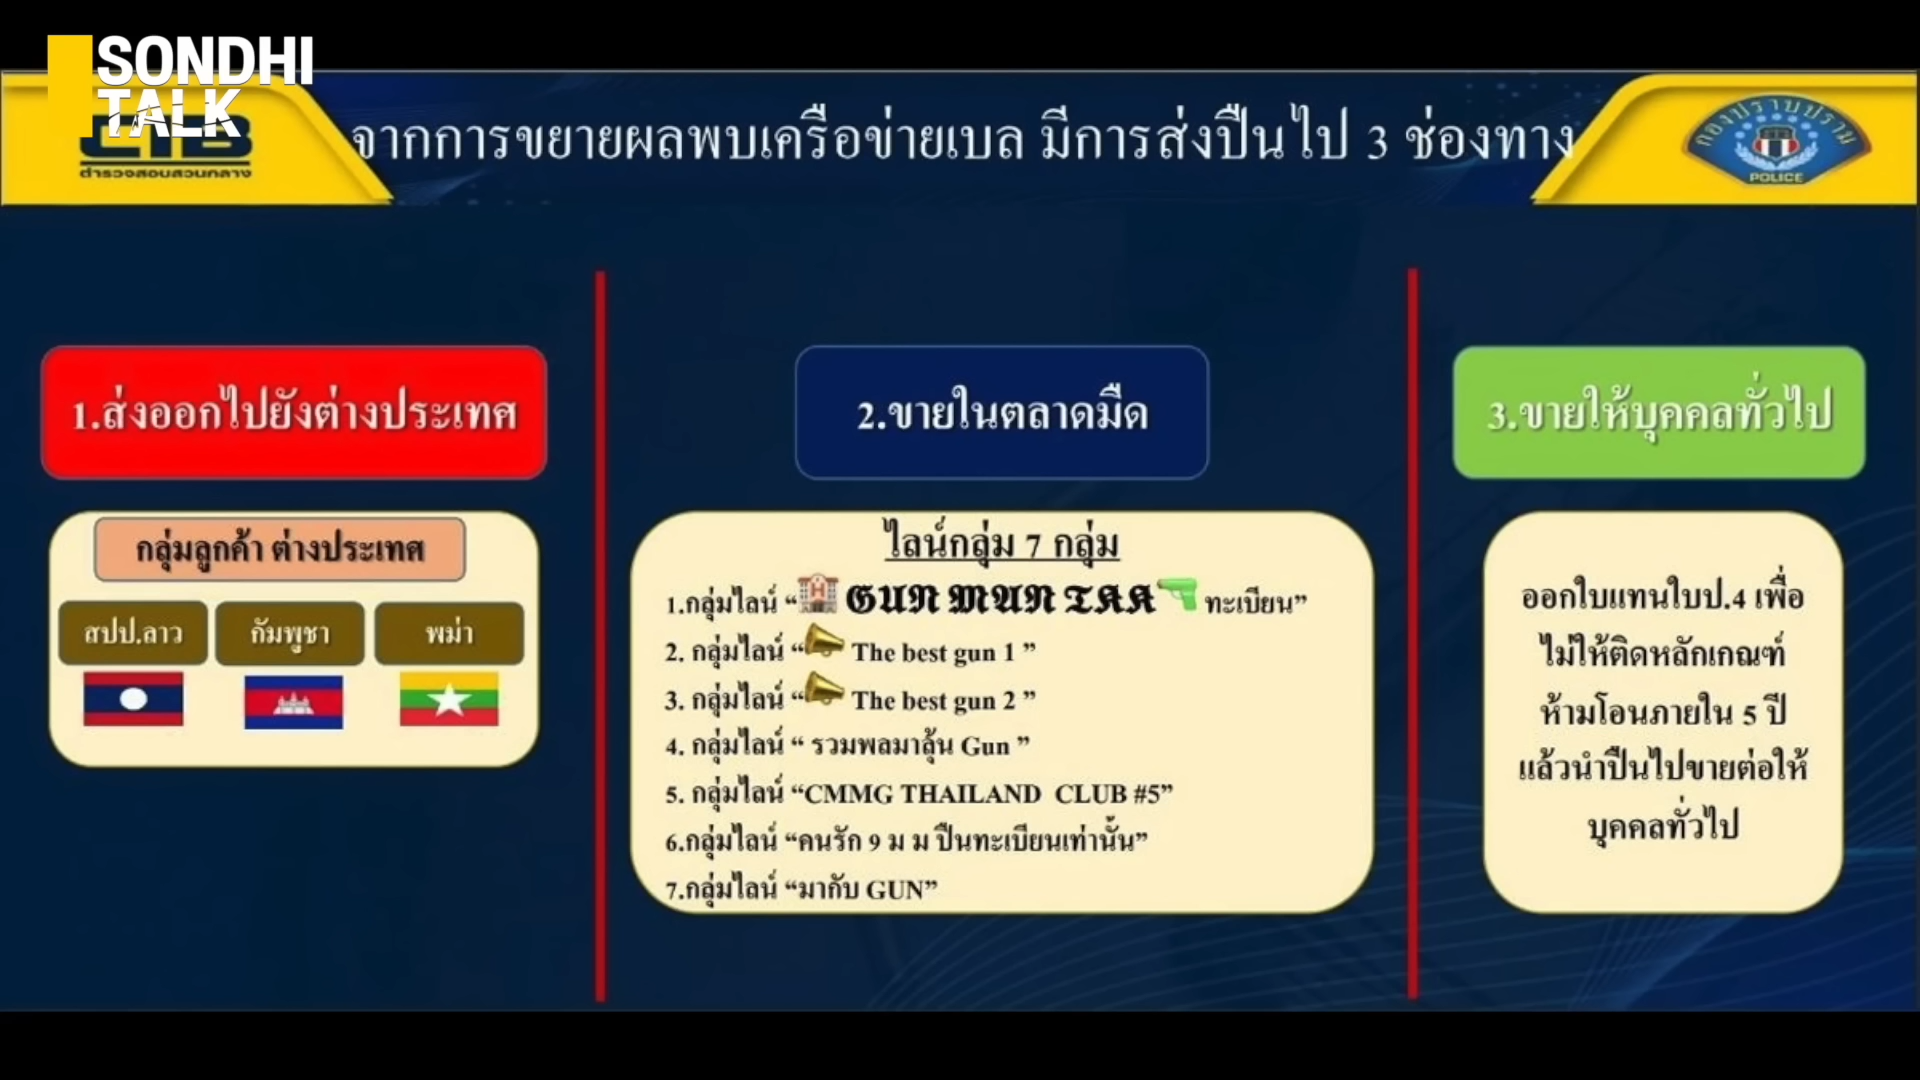 SONDHI
TALK
CIB
ตำรวจสอบสวนกลาง
จากการขยายผลพบเครือข่ายเบล มีการส่งปืนไป 3 ช่องทาง
กองปราบปราม
POLICE
1.ส่งออกไปยังต่างประเทศ
กลุ่มลูกค้า ต่างประเทศ
สปป.ลาว
กัมพูชา
พม่า
2.ขายในตลาดมืด
ไลน์กลุ่ม 7 กลุ่ม
1.กลุ่มไลน์ “🏨 𝕲𝖀𝕹 𝕸𝖀𝕹 𝕿𝕶𝕶🔫 ทะเบียน”
2. กลุ่มไลน์ “📣 The best gun 1 ”
3. กลุ่มไลน์ “📣 The best gun 2 ”
4. กลุ่มไลน์ “ รวมพลมาลุ้น Gun ”
5. กลุ่มไลน์ “CMMG THAILAND CLUB #5”
6.กลุ่มไลน์ “คนรัก 9 ม ม ปืนทะเบียนเท่านั้น”
7.กลุ่มไลน์ “มากับ GUN”
3.ขายให้บุคคลทั่วไป
ออกใบแทนใบป.4 เพื่อ
ไม่ให้ติดหลักเกณฑ์
ห้ามโอนภายใน 5 ปี
แล้วนำปืนไปขายต่อให้
บุคคลทั่วไป